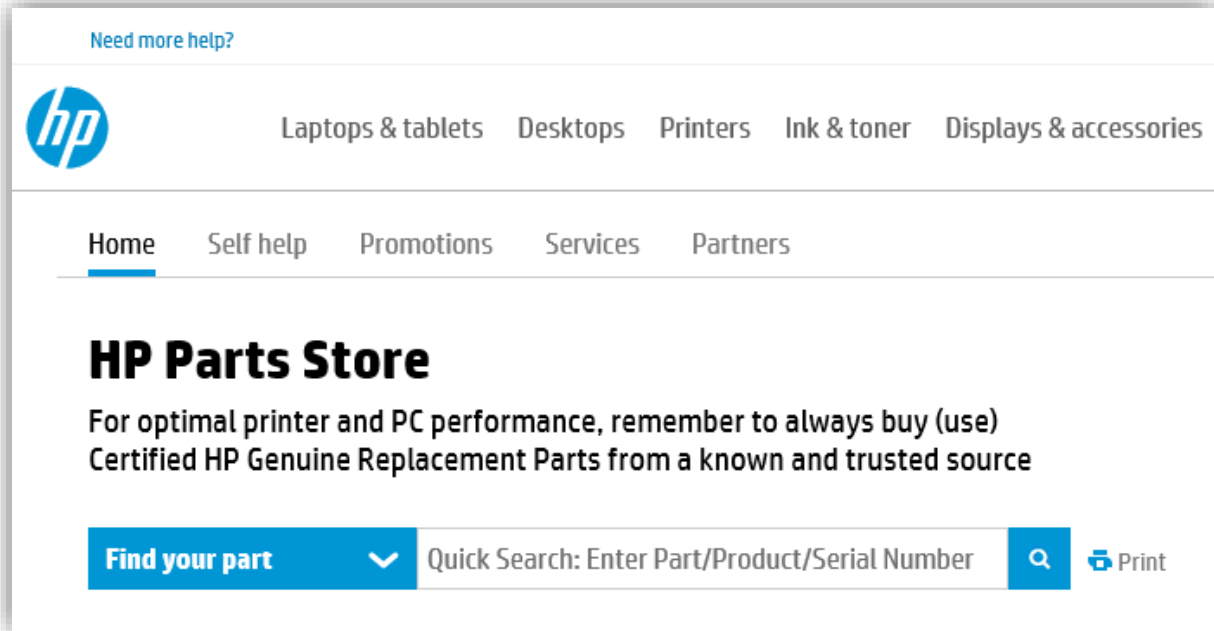 Need more help?
hp
Laptops & tablets Desktops Printers Ink & toner Displays & accessories
Home Self help Promotions Services Partners
HP Parts Store
For optimal printer and PC performance, remember to always buy (use)
Certified HP Genuine Replacement Parts from a known and trusted source
Find your part Quick Search: Enter Part/Product/Serial Number Print